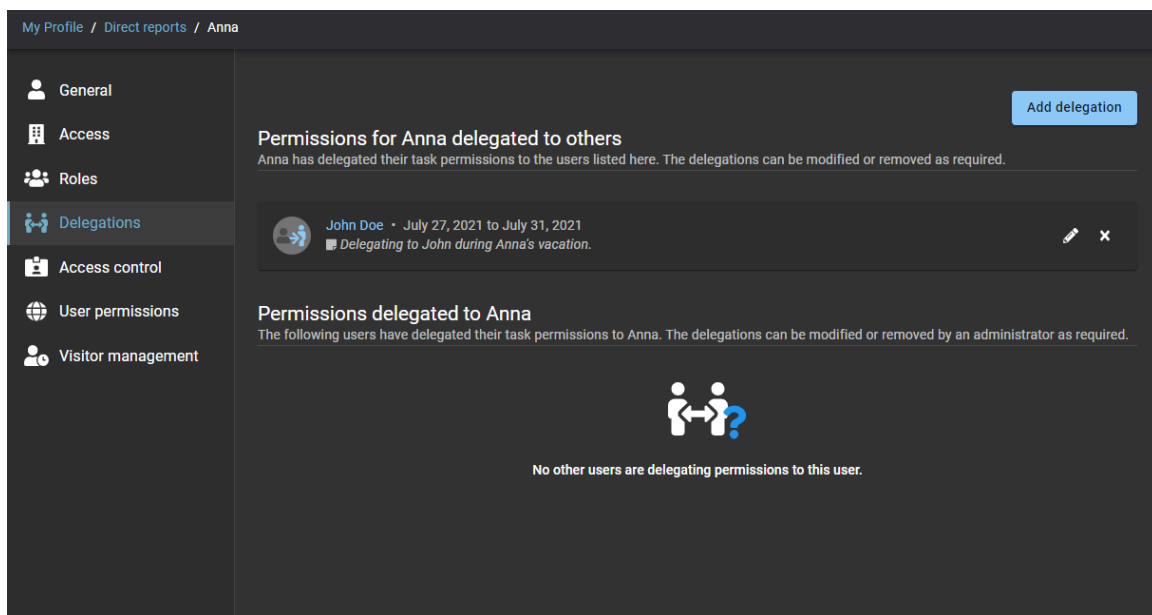 My Profile / Direct reports / Anna
General
Access
Roles
Delegations
Access control
User permissions
Visitor management
Add delegation
Permissions for Anna delegated to others
Anna has delegated their task permissions to the users listed here. The delegations can be modified or removed as required.
John Doe • July 27, 2021 to July 31, 2021
Delegating to John during Anna's vacation.
Permissions delegated to Anna
The following users have delegated their task permissions to Anna. The delegations can be modified or removed by an administrator as required.
No other users are delegating permissions to this user.